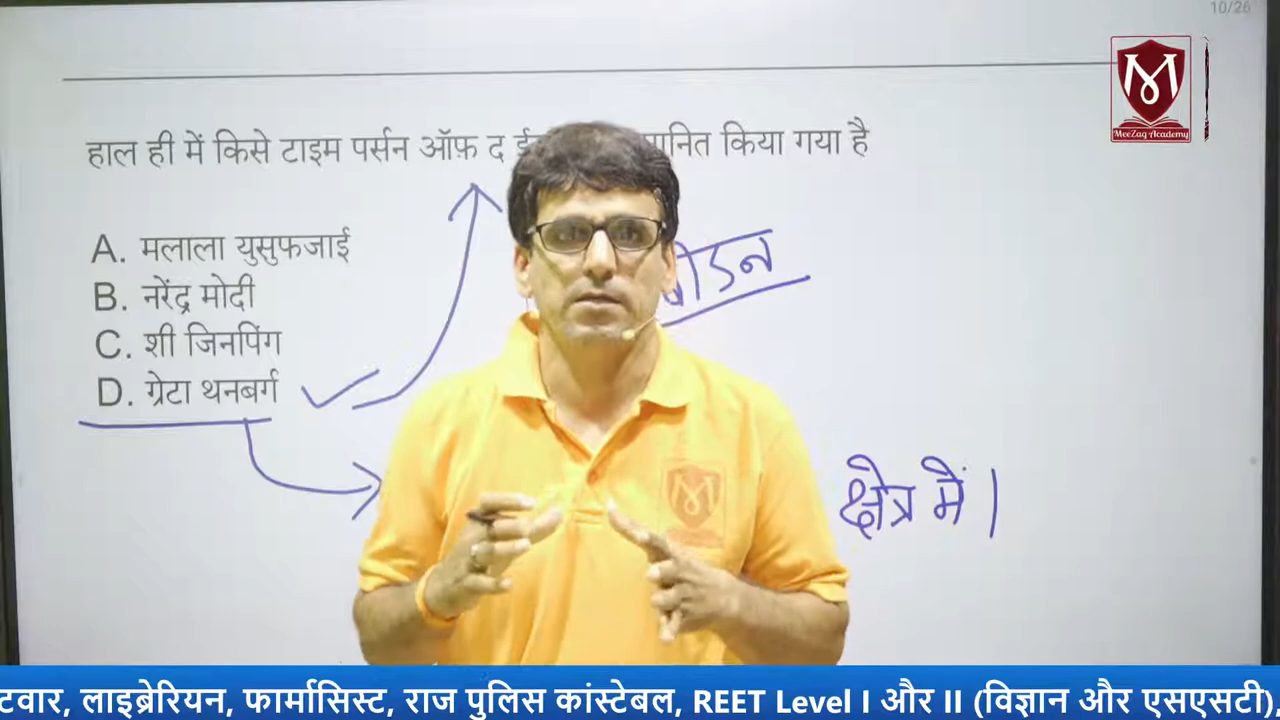 10/26
MeeZaq Academy
हाल ही में किसे टाइम पर्सन ऑफ़ द किया गया है
A. मलाला युसुफजाई
B. नरेंद्र मोदी
C. शी जिनपिंग
D. ग्रेटा थनबर्ग
क्षेत्र में।
लाइब्रेरियन, फार्मासिस्ट, राज पुलिस कांस्टेबल, REET Level I और II (विज्ञान और एसएसटी),